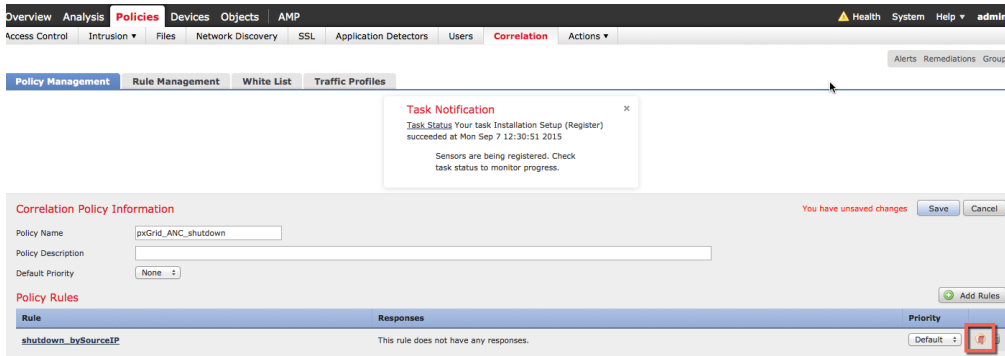 Overview Analysis Policies Devices Objects AMP Health System Help ▾ admin
Access Control Intrusion ▾ Files Network Discovery SSL Application Detectors Users Correlation Actions ▾
Alerts Remediations Group
Policy Management Rule Management White List Traffic Profiles
Task Notification ×
Task Status Your task Installation Setup (Register)
succeeded at Mon Sep 7 12:30:51 2015
Sensors are being registered. Check
task status to monitor progress.
Correlation Policy Information You have unsaved changes Save Cancel
Policy Name pxGrid_ANC_shutdown
Policy Description
Default Priority None
Policy Rules Add Rules
Rule Responses Priority
shutdown_bySourceIP This rule does not have any responses. Default